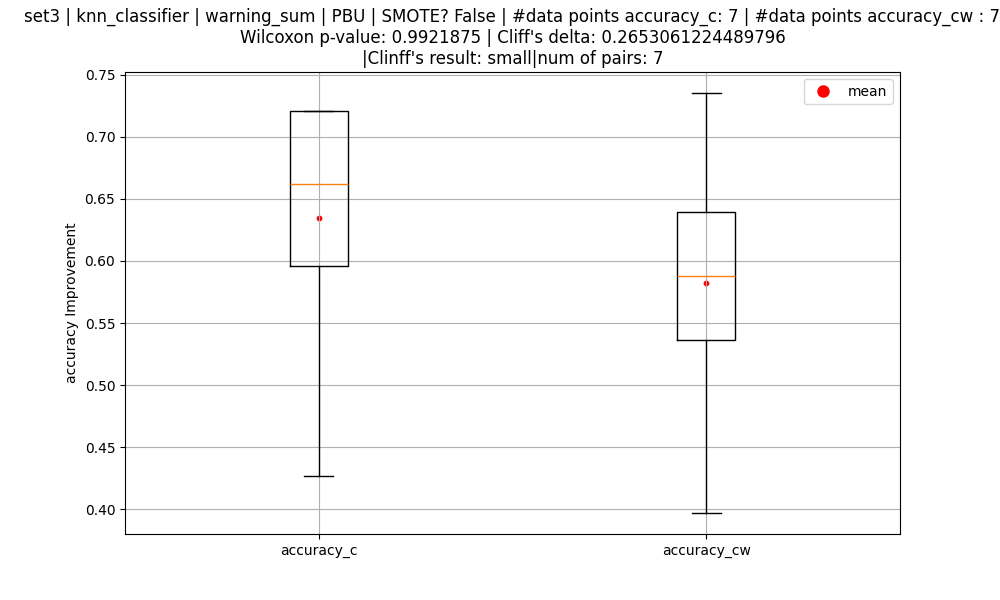 set3 | knn_classifier | warning_sum | PBU | SMOTE? False | #data points accuracy_c: 7 | #data points accuracy_cw : 7
Wilcoxon p-value: 0.9921875 | Cliff's delta: 0.2653061224489796
|Clinff's result: small|num of pairs: 7
mean
0.75
0.70
0.65
0.60
0.55
0.50
0.45
0.40
accuracy Improvement
accuracy_c
accuracy_cw